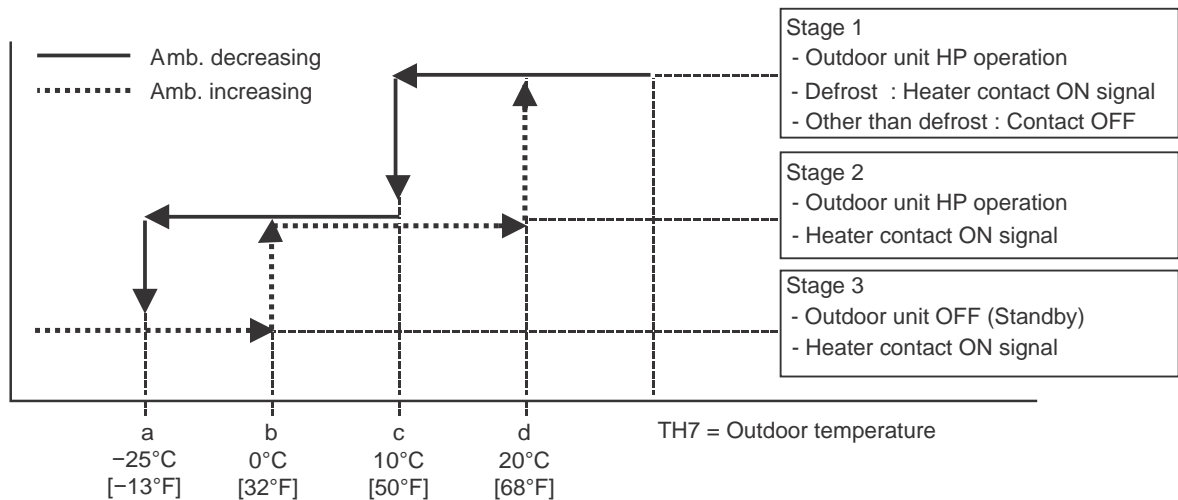 Amb. decreasing
Amb. increasing
Stage 1
- Outdoor unit HP operation
- Defrost : Heater contact ON signal
- Other than defrost : Contact OFF
Stage 2
- Outdoor unit HP operation
- Heater contact ON signal
Stage 3
- Outdoor unit OFF (Standby)
- Heater contact ON signal
a b c d
−25°C 0°C 10°C 20°C
[−13°F] [32°F] [50°F] [68°F]
TH7 = Outdoor temperature